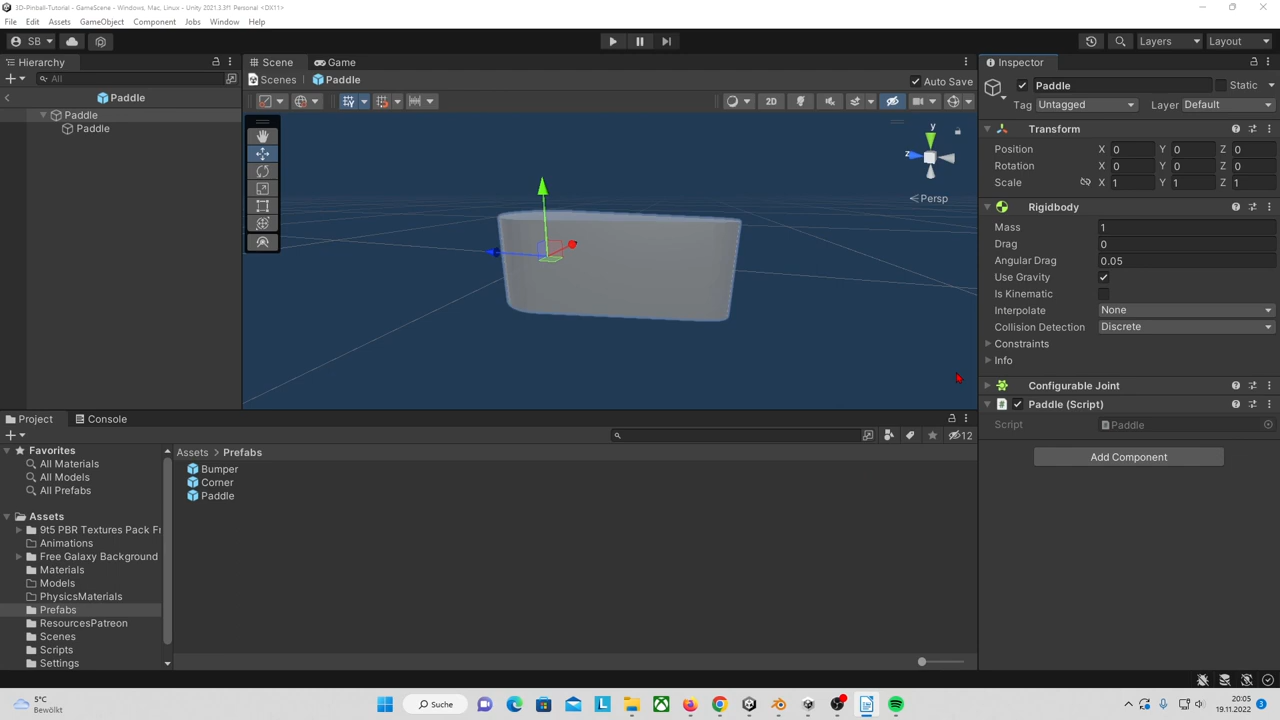 3D-Pinball-Tutorial - GameScene - Windows, Mac, Linux - Unity 2021.3.3f1 Personal <DX11>
File Edit Assets GameObject Component Jobs Window Help
SB Layers Layout
Hierarchy
All
Paddle
Paddle
Paddle
Scene Game
Scenes Paddle Auto Save
2D
y
z
Persp
Inspector
Paddle Static
Tag Untagged Layer Default
Transform
Position X 0 Y 0 Z 0
Rotation X 0 Y 0 Z 0
Scale X 1 Y 1 Z 1
Rigidbody
Mass 1
Drag 0
Angular Drag 0.05
Use Gravity
Is Kinematic
Interpolate None
Collision Detection Discrete
Constraints
Info
Configurable Joint
Paddle (Script)
Script Paddle
Add Component
Project Console
12
Favorites
All Materials
All Models
All Prefabs
Assets
9t5 PBR Textures Pack Fr
Animations
Free Galaxy Background
Materials
Models
PhysicsMaterials
Prefabs
ResourcesPatreon
Scenes
Scripts
Settings
Assets > Prefabs
Bumper
Corner
Paddle
5°C
Bewölkt
Suche
20:05
19.11.2022
3